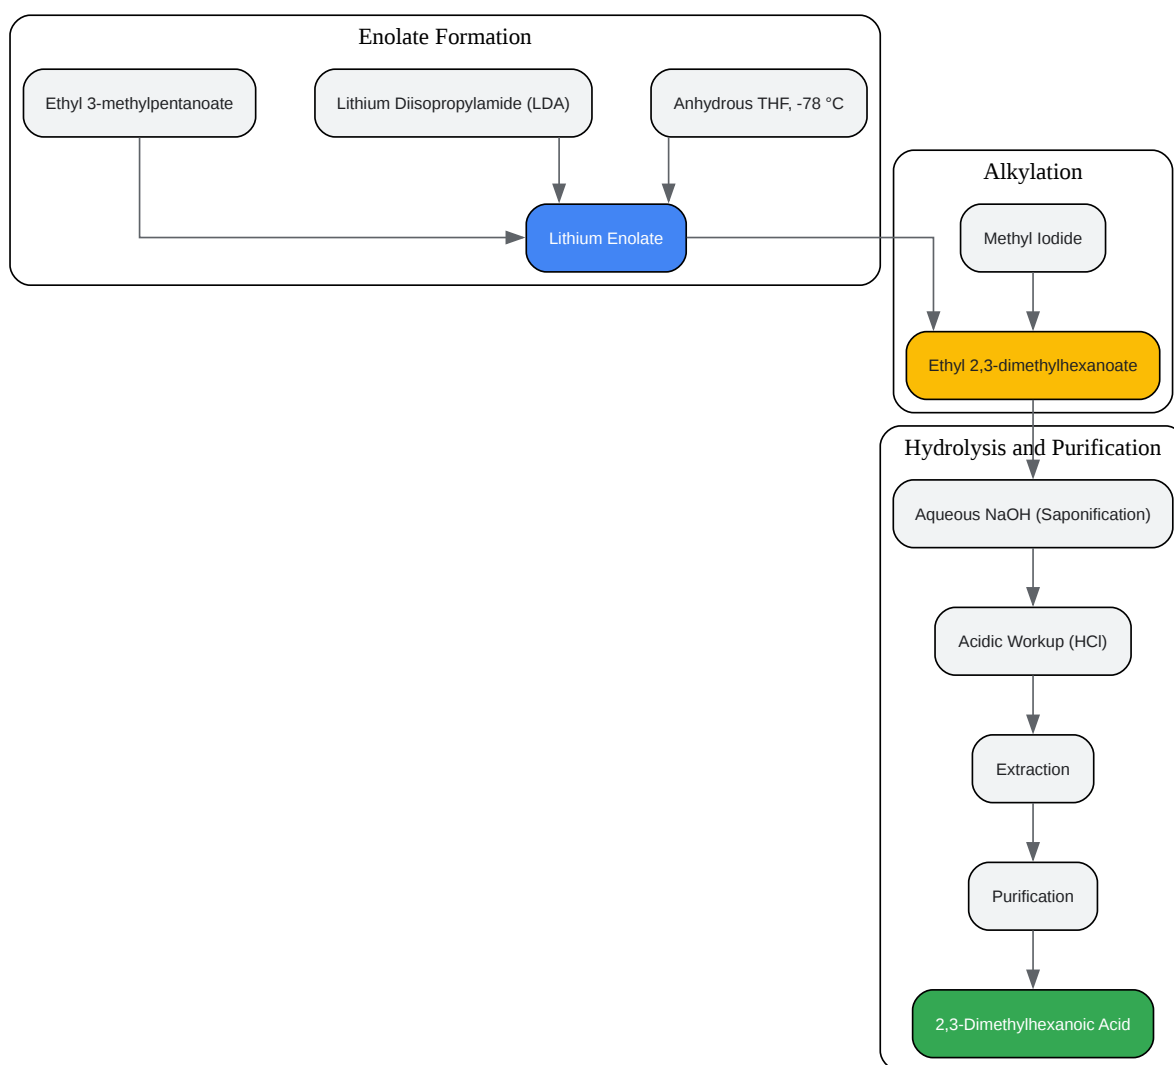 Enolate Formation
Ethyl 3-methylpentanoate
Lithium Diisopropylamide (LDA)
Anhydrous THF, -78 °C
Lithium Enolate
Alkylation
Methyl Iodide
Ethyl 2,3-dimethylhexanoate
Hydrolysis and Purification
Aqueous NaOH (Saponification)
Acidic Workup (HCl)
Extraction
Purification
2,3-Dimethylhexanoic Acid